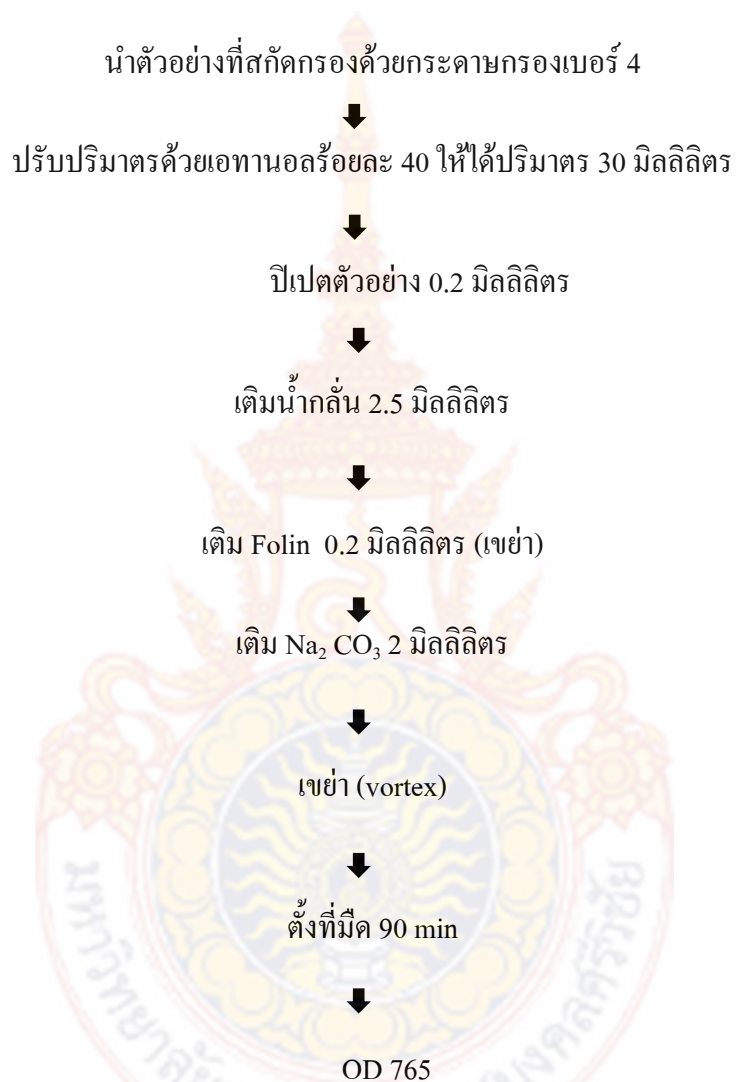 นำตัวอย่างที่สกัดกรองด้วยกระดาษกรองเบอร์ 4
ปรับปริมาตรด้วยเอทานอลร้อยละ 40 ให้ได้ปริมาตร 30 มิลลิลิตร
ปิเปตตัวอย่าง 0.2 มิลลิลิตร
เติมน้ำกลั่น 2.5 มิลลิลิตร
เติม Folin 0.2 มิลลิลิตร (เขย่า)
เติม Na₂ CO₃ 2 มิลลิลิตร
เขย่า (vortex)
ตั้งที่มืด 90 min
OD 765